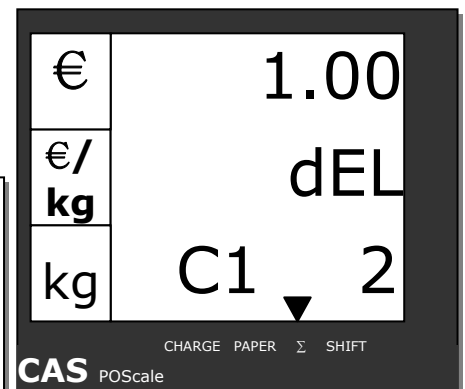 € 1.00
€/kg dEL
kg C1 2
CHARGE PAPER Σ SHIFT
CAS POScale